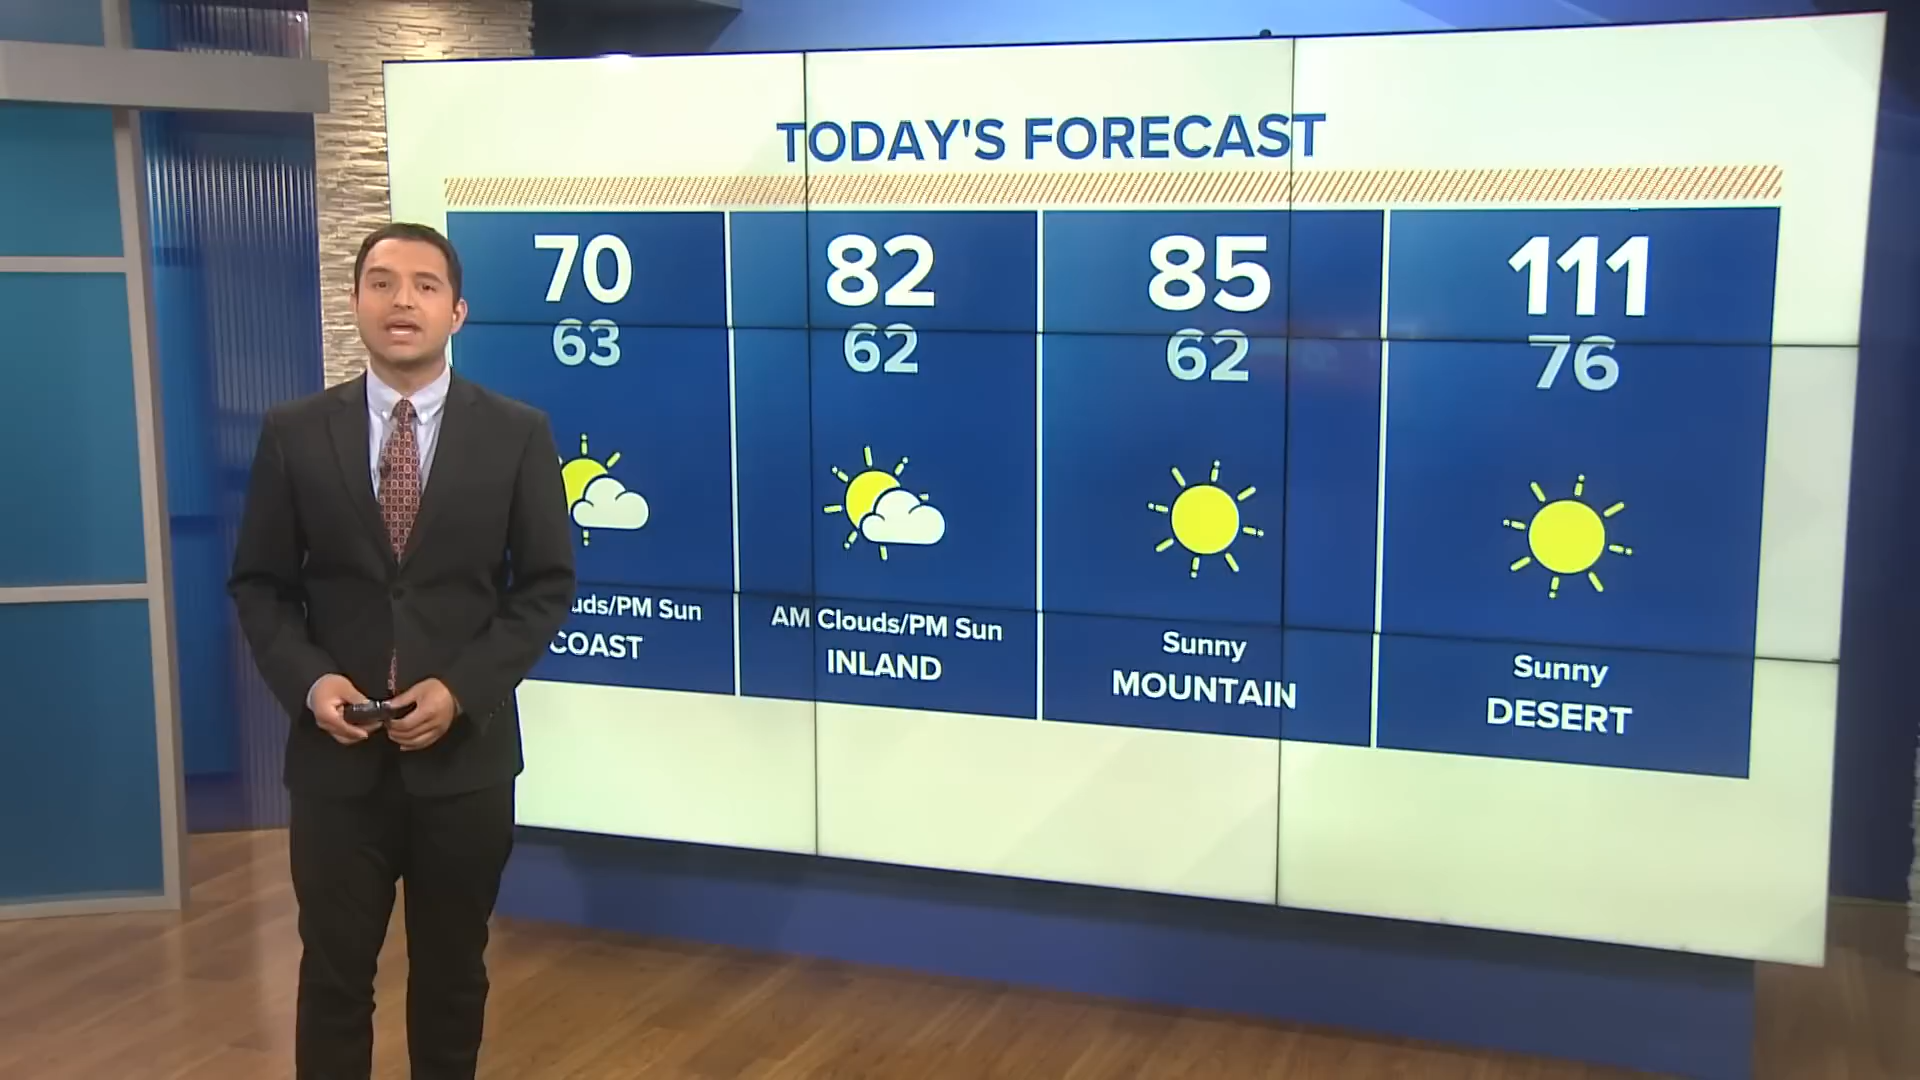 TODAY'S FORECAST
70
63
uds/PM Sun
COAST
82
62
AM Clouds/PM Sun
INLAND
85
62
Sunny
MOUNTAIN
111
76
Sunny
DESERT